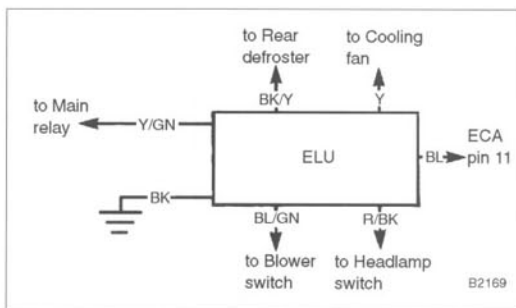 to Rear
defroster
to Cooling
fan
BK/Y
Y
to Main
relay
Y/GN
ELU
BL
ECA
pin 11
BK
BL/GN
R/BK
to Blower
switch
to Headlamp
switch
B2169